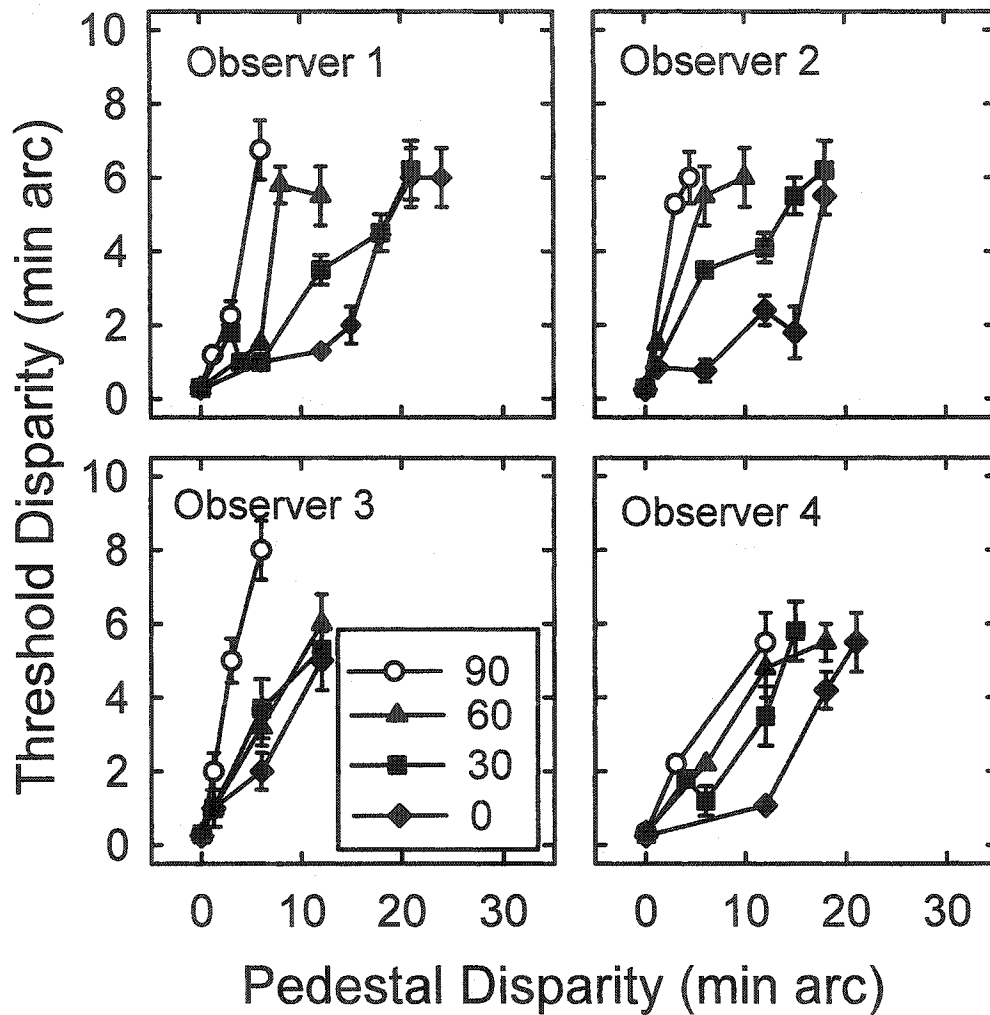 Threshold Disparity (min arc)
Observer 1
10
8
6
4
2
0
Observer 2
Observer 3
10
8
6
4
2
0
90
60
30
0
Observer 4
0 10 20 30
0 10 20 30
Pedestal Disparity (min arc)